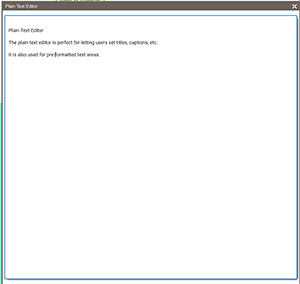 Plain Text Editor
Plain Text Editor
The plain text editor is perfect for letting users set titles, captions, etc.
It is also used for preformatted text areas.